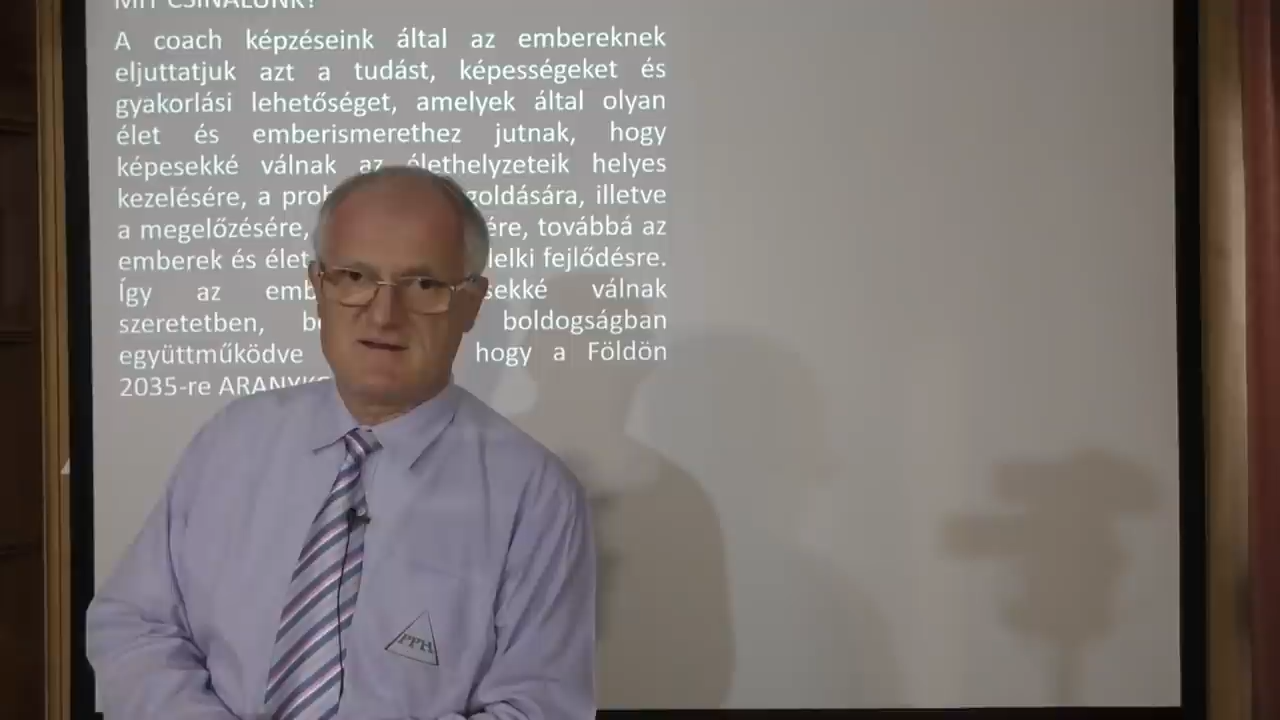 MIT CSINÁLUNK?
A coach képzéseink által az embereknek
eljuttatjuk azt a tudást, képességeket és
gyakorlási lehetőséget, amelyek által olyan
élet és emberismerethez jutnak, hogy
képesekké válnak az élethelyzeteik helyes
kezelésére, a goldására, illetve
a megelőzésére, ére, továbbá az
emberek és élet lelki fejlődésre.
Így az emb sekké válnak
szeretetben, boldogságban
együttműködve hogy a Földön
2035-re ARANYKO
PPH